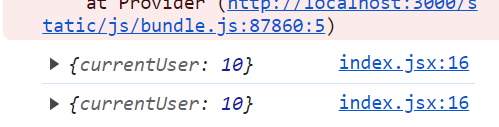 at Provider (http://localhost:3000/s
tatic/js/bundle.js:87860:5)
▶ {currentUser: 10} index.jsx:16
▶ {currentUser: 10} index.jsx:16